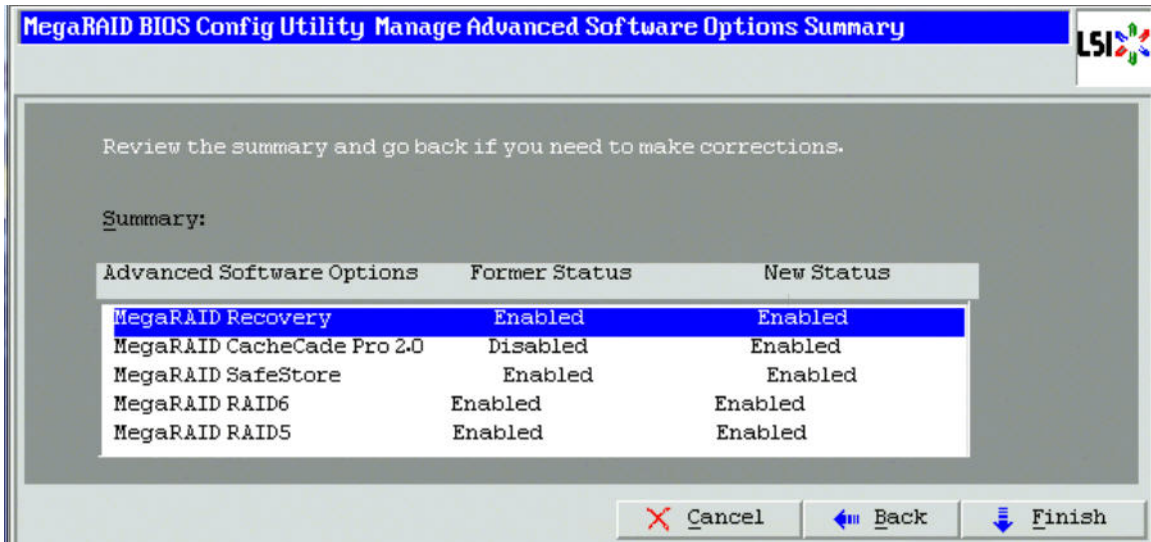 MegaRAID BIOS Config Utility Manage Advanced Software Options Summary
LSI
Review the summary and go back if you need to make corrections.
Summary:
Advanced Software Options Former Status New Status
MegaRAID Recovery Enabled Enabled
MegaRAID CacheCade Pro 2.0 Disabled Enabled
MegaRAID SafeStore Enabled Enabled
MegaRAID RAID6 Enabled Enabled
MegaRAID RAID5 Enabled Enabled
Cancel Back Finish